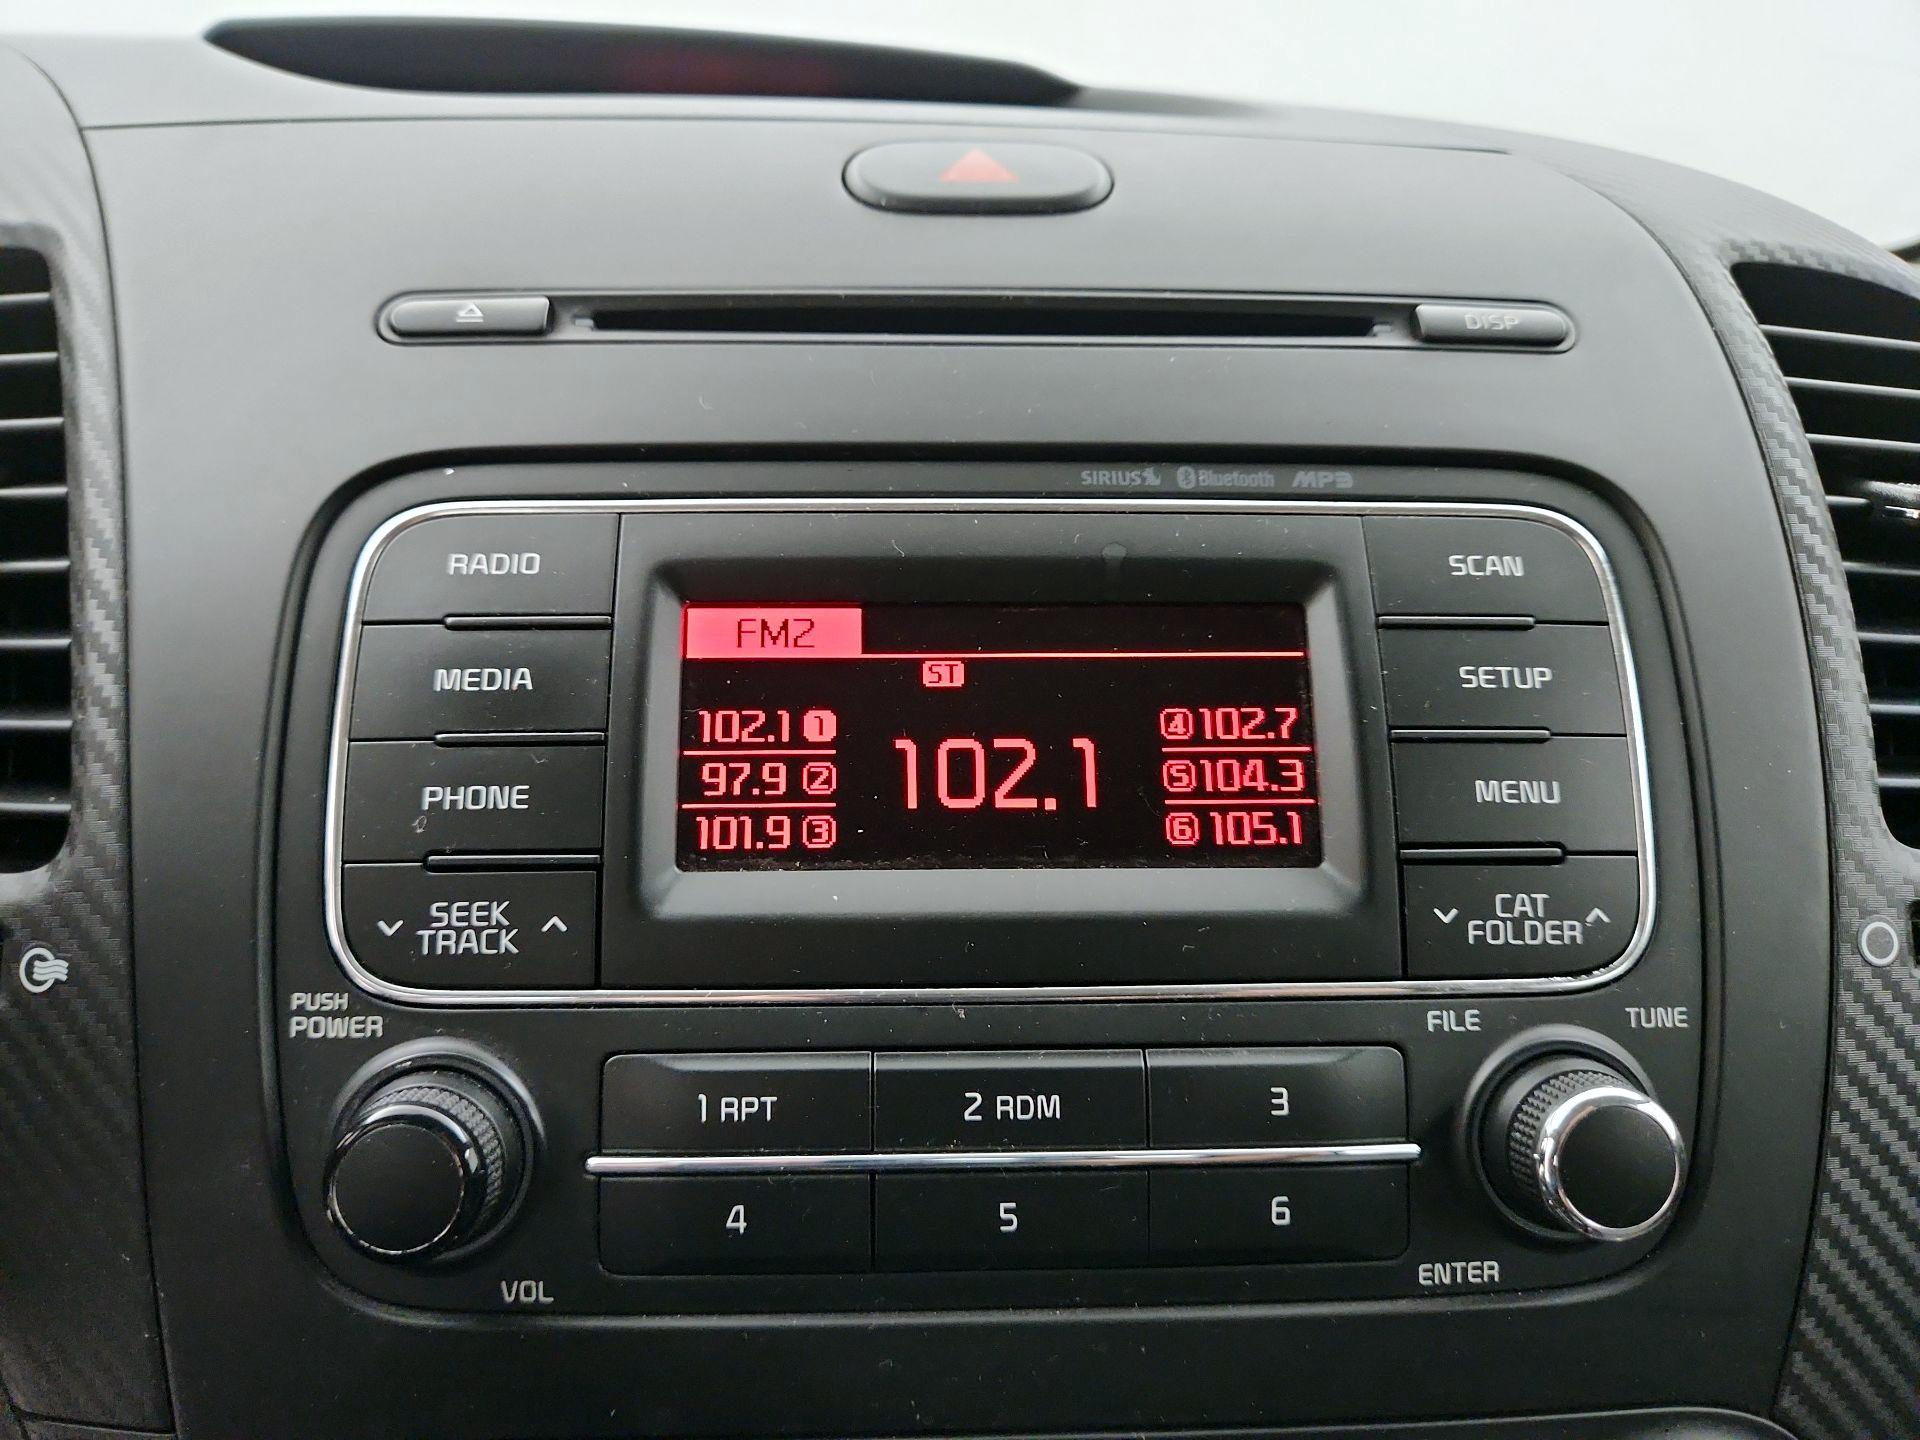 DISP
SIRIUS Bluetooth MP3
RADIO
MEDIA
PHONE
SEEK
TRACK
FM2
ST
102.1 1
97.9 2
101.9 3
102.1
4 102.7
5 104.3
6 105.1
SCAN
SETUP
MENU
CAT
FOLDER
PUSH
POWER
VOL
1 RPT
2 RDM
3
4
5
6
FILE
TUNE
ENTER